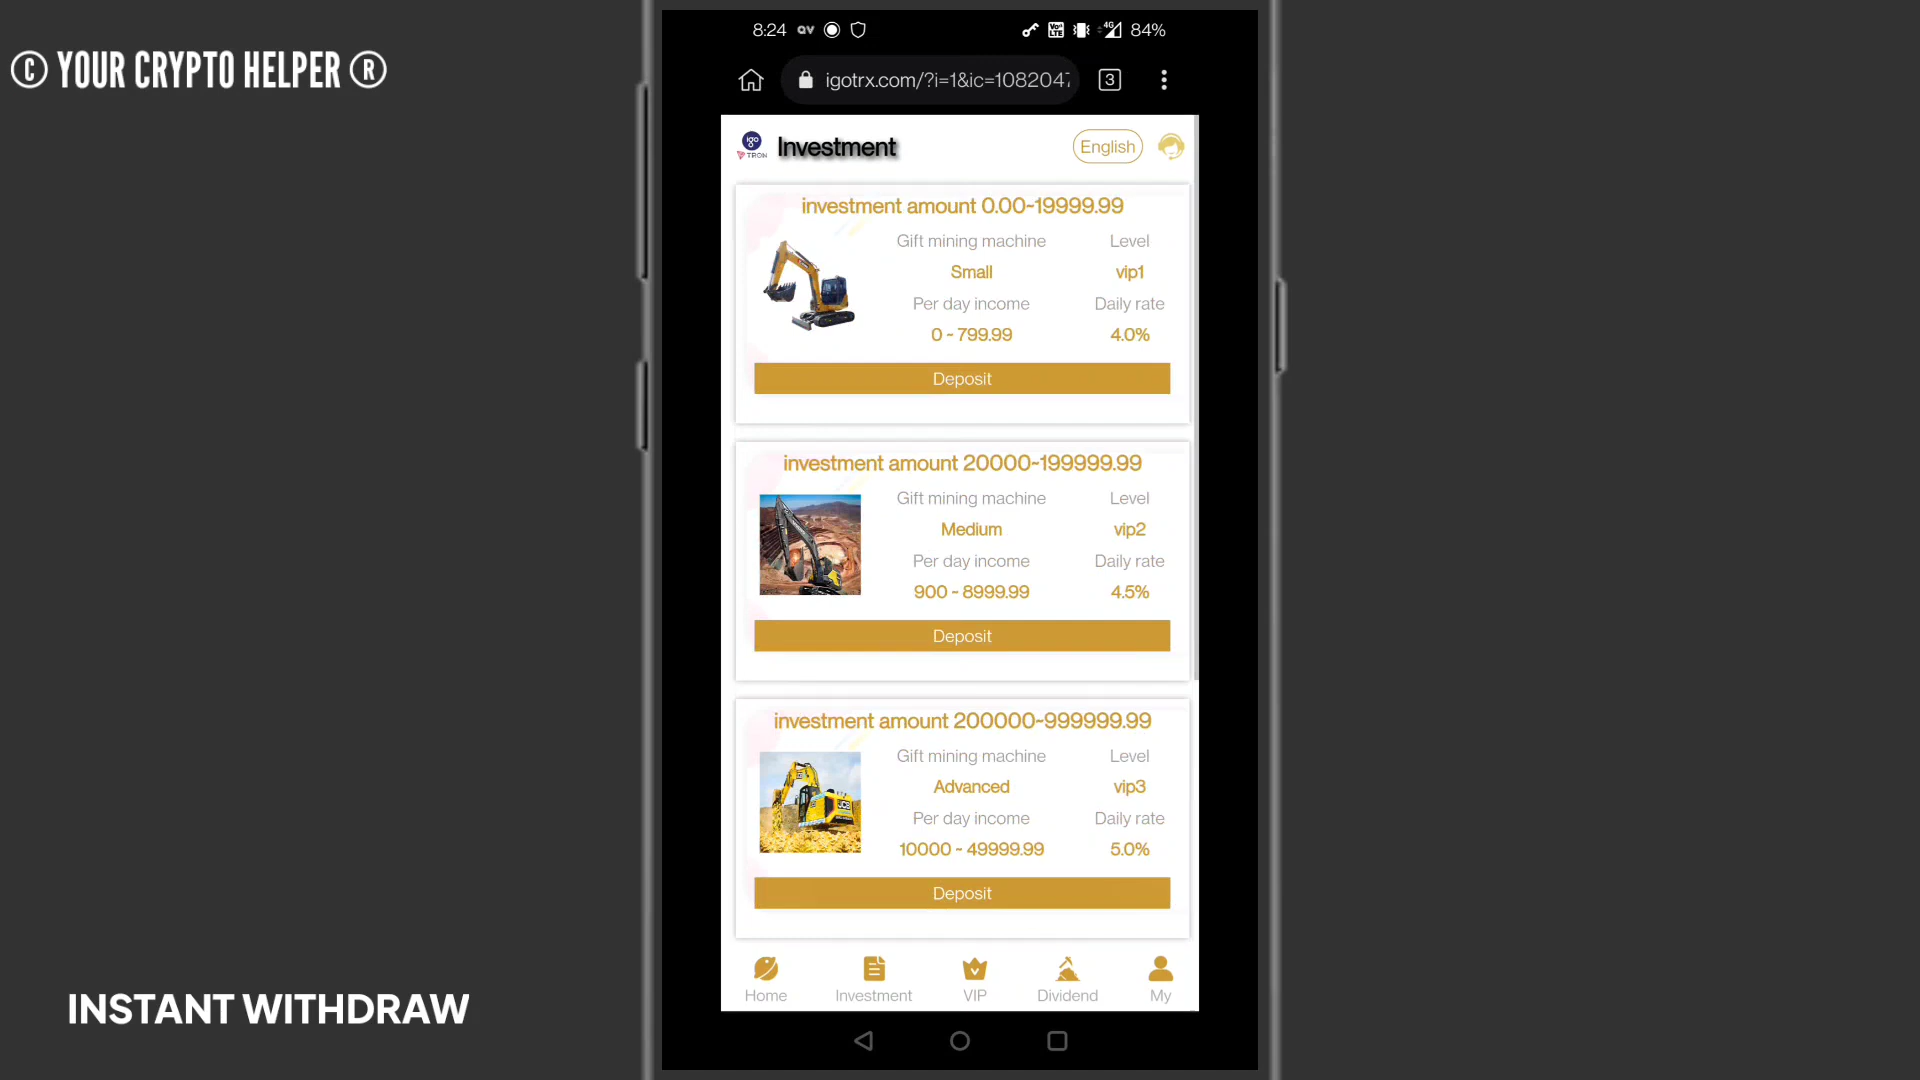 © YOUR CRYPTO HELPER ®
8:24
84%
igotrx.com/?i=1&ic=1082047
3
igo
TRON
Investment
English
investment amount 0.00~19999.99
Gift mining machine Level
Small vip1
Per day income Daily rate
0 ~ 799.99 4.0%
Deposit
investment amount 20000~199999.99
Gift mining machine Level
Medium vip2
Per day income Daily rate
900 ~ 8999.99 4.5%
Deposit
investment amount 200000~999999.99
Gift mining machine Level
Advanced vip3
Per day income Daily rate
10000 ~ 49999.99 5.0%
Deposit
Home Investment VIP Dividend My
INSTANT WITHDRAW